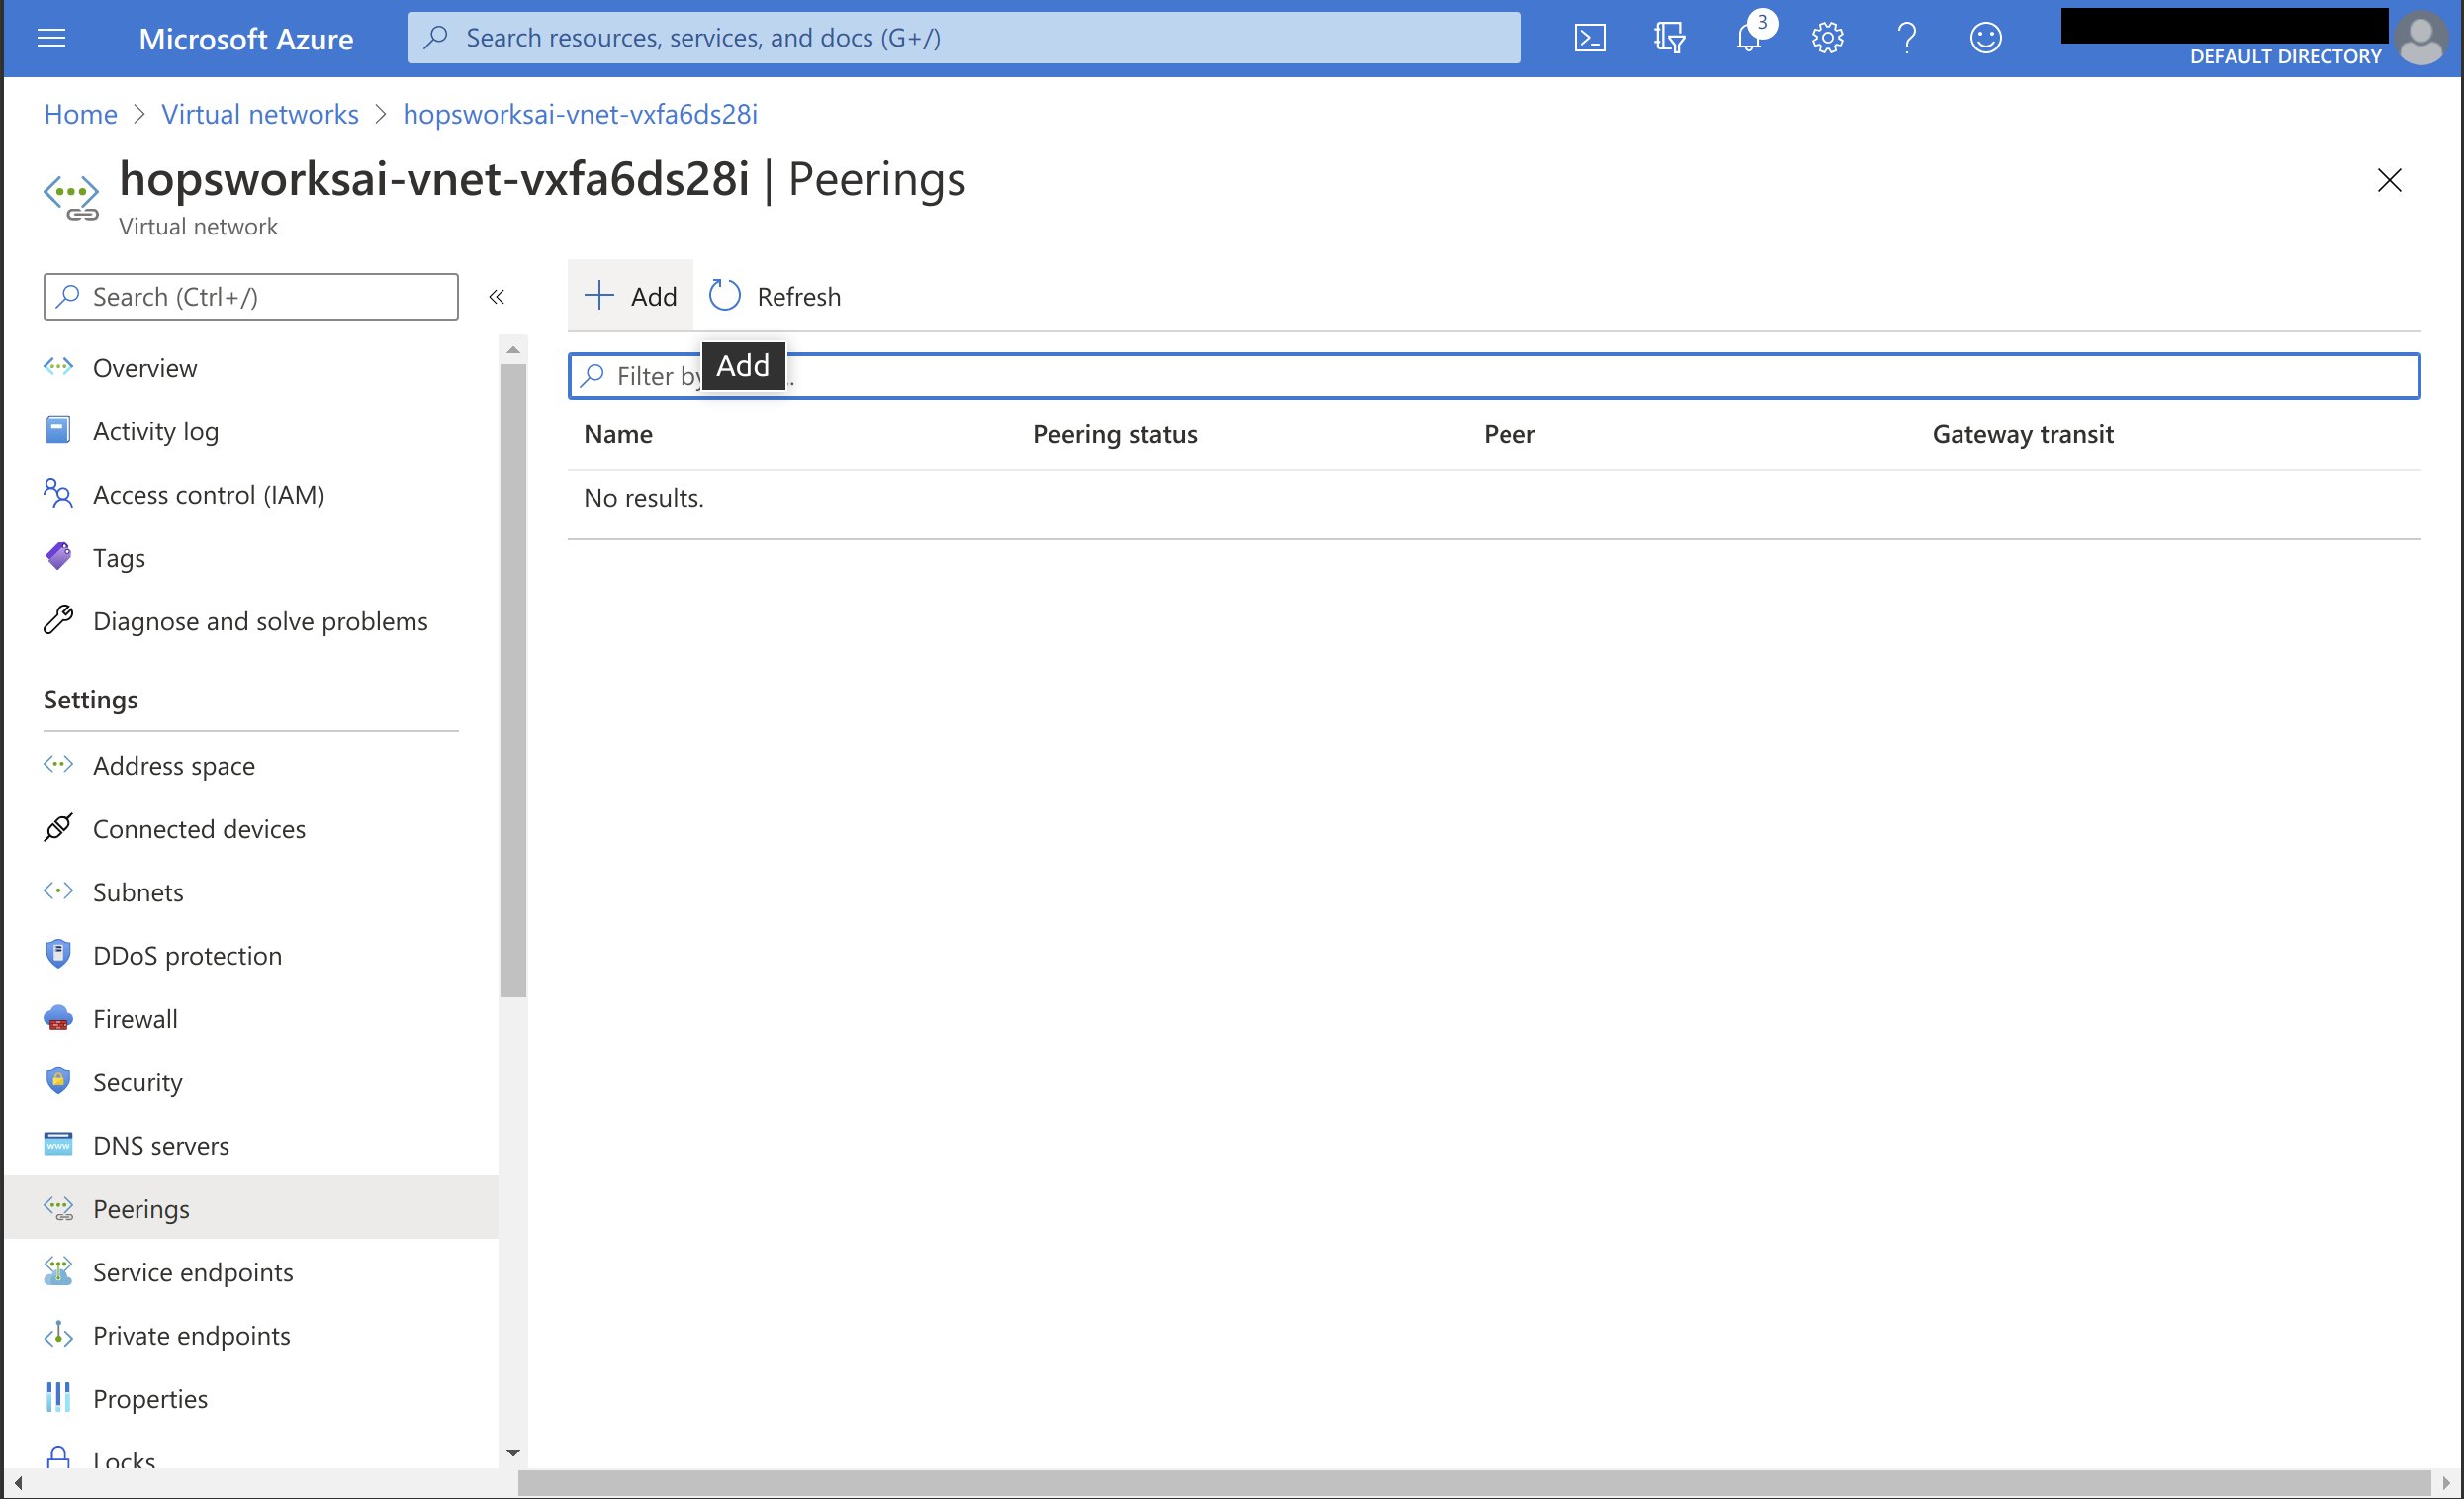 Microsoft Azure
Search resources, services, and docs (G+/)
3
DEFAULT DIRECTORY
Home > Virtual networks > hopsworksai-vnet-vxfa6ds28i
hopsworksai-vnet-vxfa6ds28i | Peerings
Virtual network
Search (Ctrl+/)
«
Add
Refresh
Add
Filter by
Name Peering status Peer Gateway transit
No results.
Overview
Activity log
Access control (IAM)
Tags
Diagnose and solve problems
Settings
Address space
Connected devices
Subnets
DDoS protection
Firewall
Security
www
DNS servers
Peerings
Service endpoints
Private endpoints
Properties
Locks